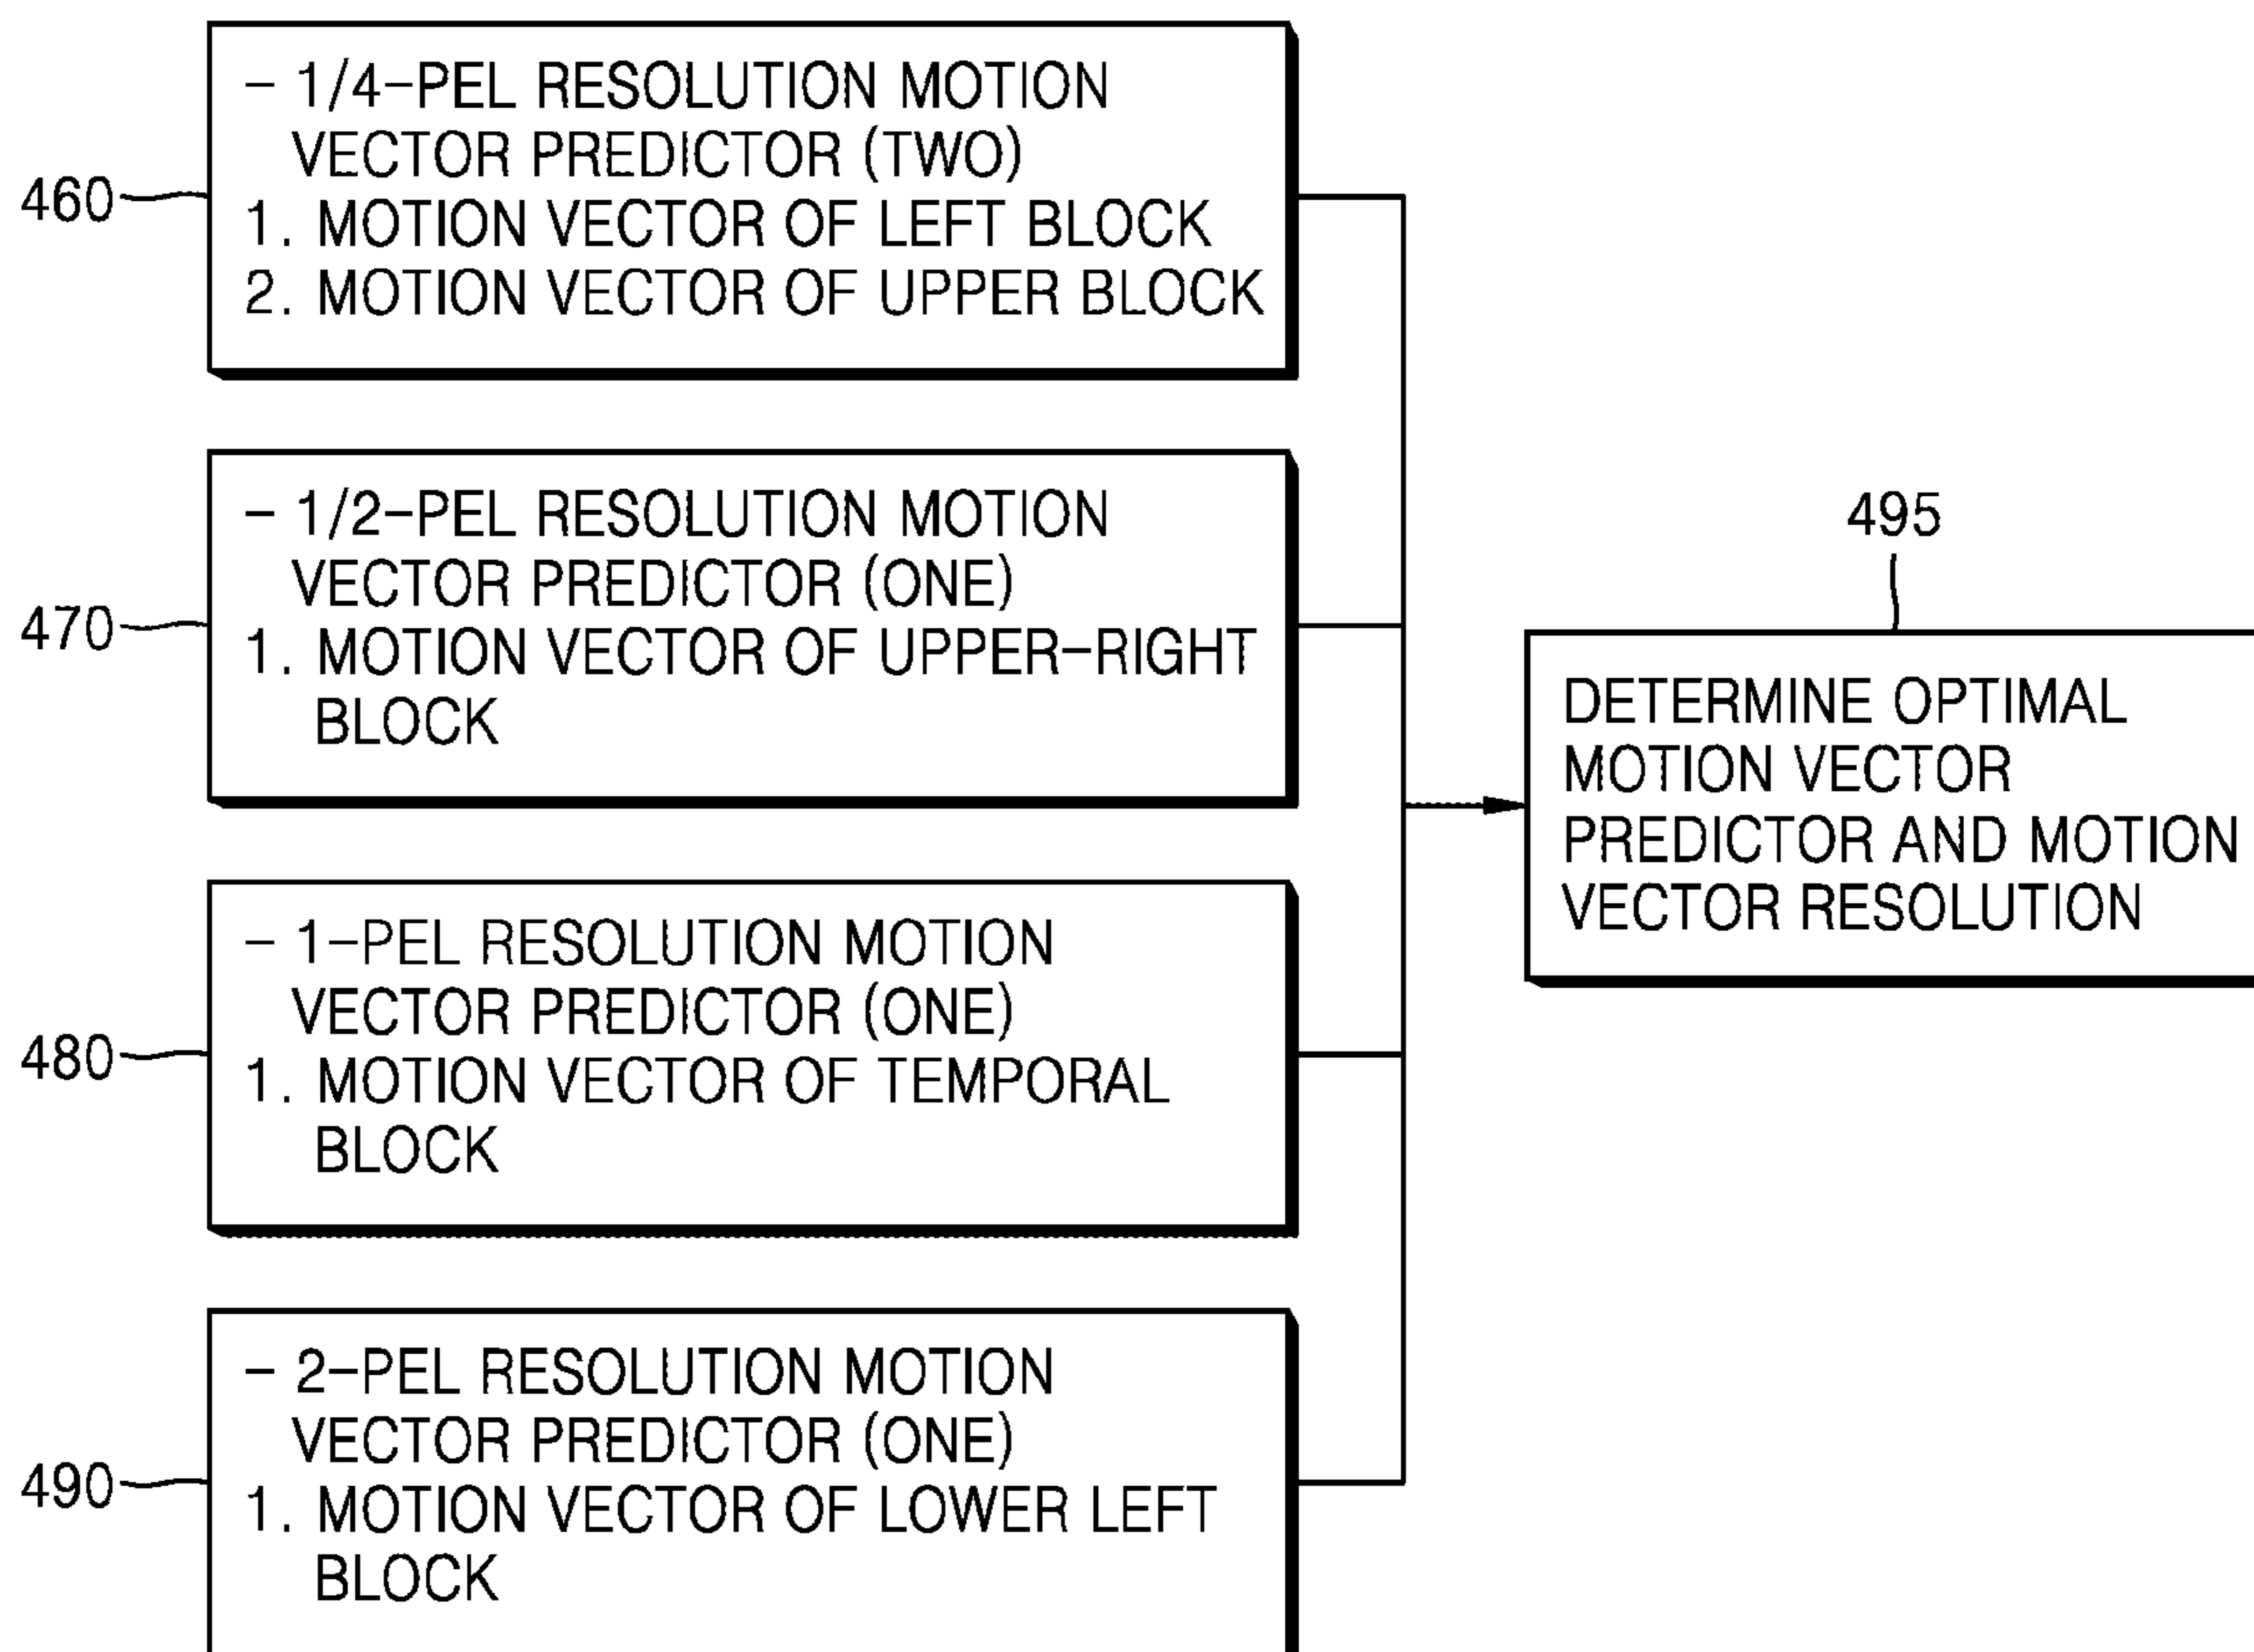 – 1/4–PEL RESOLUTION MOTION
VECTOR PREDICTOR (TWO)
460
1. MOTION VECTOR OF LEFT BLOCK
2. MOTION VECTOR OF UPPER BLOCK
– 1/2–PEL RESOLUTION MOTION
VECTOR PREDICTOR (ONE)
470
1. MOTION VECTOR OF UPPER–RIGHT
BLOCK
– 1–PEL RESOLUTION MOTION
VECTOR PREDICTOR (ONE)
480
1. MOTION VECTOR OF TEMPORAL
BLOCK
– 2–PEL RESOLUTION MOTION
VECTOR PREDICTOR (ONE)
490
1. MOTION VECTOR OF LOWER LEFT
BLOCK
495
DETERMINE OPTIMAL
MOTION VECTOR
PREDICTOR AND MOTION
VECTOR RESOLUTION